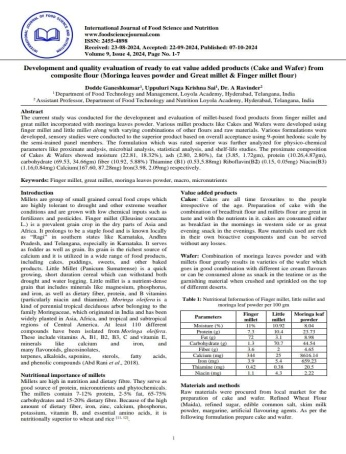 International Journal of Food Science and Nutrition
www.foodsciencejournal.com
ISSN: 2455-4898
Received: 23-08-2024, Accepted: 22-09-2024, Published: 07-10-2024
Volume 9, Issue 4, 2024, Page No. 1-7
Development and quality evaluation of ready to eat value added products (Cake and Wafer) from
composite flour (Moringa leaves powder and Great millet & Finger millet flour)
Dodde Ganeshkumar¹, Uppuluri Naga Krishna Sai¹, Dr. A Ravinder²
¹ Department of Food Technology and Management, Loyola Academy, Hyderabad, Telangana, India
² Assistant Professor, Department of Food Technology and Nutrition Loyola Academy, Hyderabad, Telangana, India
Abstract
The current study was conducted for the development and evaluation of millet-based food products from finger millet and
great millet incorporated with moringa leaves powder. Various millet products like Cakes and Wafers were developed using
finger millet and little millet along with varying combinations of other flours and raw materials. Various formulations were
developed, sensory studies were conducted to the superior product based on overall acceptance using 9-point hedonic scale by
the semi-trained panel members. The formulation which was rated superior was further analyzed for physico-chemical
parameters like proximate analysis, microbial analysis, statistical analysis, and shelf-life studies. The proximate composition
of Cakes & Wafers showed moisture (22.81, 18.32%), ash (2.80, 2.80%), fat (3.85, 1.72gms), protein (10.26,4.87gm),
carbohydrate (69.53, 34.66gm) fibre (10.92, 5.88%) Thiamine (B1) (0.35,5.88mg) Riboflavin(B2) (0.15, 0.05mg) Niacin(B3)
(1.16,0.84mg) Calcium(167.60, 87.28gm) Iron(3.98, 2.09mg) respectively.
Keywords: Finger millet, great millet, moringa leaves powder, macro, micronutrients
Introduction
Millets are group of small grained cereal food crops which
are highly tolerant to drought and other extreme weather
conditions and are grown with low chemical inputs such as
fertilizers and pesticides. Finger millet (Eleusine coracana
L.) is a prevalent grain crop in the dry parts of Asia and
Africa. It prolongs to be a staple food and is known locally
as "Ragi" in southern states like Karnataka, Andhra
Pradesh, and Telangana, especially in Karnataka. It serves
as fodder as well as grain. Its grain is the richest source of
calcium and it is utilized in a wide range of food products,
including cakes, puddings, sweets, and other baked
products. Little Millet (Panicum Sumatrense) is a quick
growing, short duration cereal which can withstand both
drought and water logging. Little millet is a nutrient-dense
grain that includes minerals like magnesium, phosphorus,
and iron, as well as dietary fiber, protein, and B vitamins
(particularly niacin and thiamine). Moringa oleifera is a
kind of perennial tropical deciduous arbor belonging to the
family Moringaceae, which originated in India and has been
widely planted in Asia, Africa, and tropical and subtropical
regions of Central America. At least 110 different
compounds have been isolated from Moringa oleifera.
These include vitamins A, B1, B2, B3, C and vitamin E,
minerals like calcium and iron, and
many flavonoids, glucosinolates,
terpenes, alkaloids, saponins, sterols, fatty acids,
and phenolic compounds (Abd Rani et al., 2018).
Nutritional importance of millets
Millets are high in nutrition and dietary fiber. They serve as
good source of protein, micronutrients and phytochemicals.
The millets contain 7-12% protein, 2-5% fat, 65-75%
carbohydrates and 15-20% dietary fibre. Because of the high
amount of dietary fiber, iron, zinc, calcium, phosphorus,
potassium, vitamin B, and essential amino acids, it is
nutritionally superior to wheat and rice
Value added products
Cakes: Cakes are all time favourites to the people
irrespective of the age. Preparation of cake with the
combination of breadfruit flour and millets flour are great in
taste and with the nutrients in it. cakes are consumed either
as breakfast in the mornings in western side or as great
evening snack in the evenings. Raw materials used are rich
in their own bioactive components and can be served
without any losses.
Wafer: Combination of moringa leaves powder and with
millets flour greatly results in varieties of the wafer which
goes in good combination with different ice cream flavours
or can be consumed alone as snack in the teatime or as the
garnishing material when crushed and sprinkled on the top
of different deserts.
Table 1: Nutritional Information of Finger millet, little millet and
moringa leaf powder per 100 gm
Parameters Finger millet Little millet Moringa leaf powder
Moisture (%) 11% 10.92 8.04
Protein (g) 7.3 10.4 23.73
Fat (g) 72 3.1 8.98
Carbohydrate (g) 1.3 70.7 44.54
Fiber (g) 3.6 2 4.65
Calcium (mg) 344 25 3616.14
Iron (mg) 3.9 5.4 659.23
Thiamine (mg) 0.42 0.38 20.5
Niacin (mg) 1.1 4.3 2.22
Materials and methods
Raw materials were procured from local market for the
preparation of cake and wafer. Refined Wheat Flour
(Maida), refined sugar, edible common salt, skim milk
powder, margarine, artificial flavouring agents. As per the
following formulation prepare cake and wafer.
1